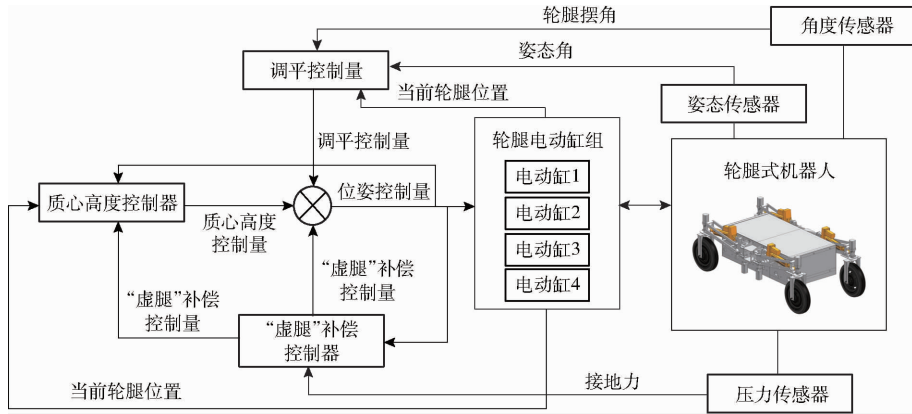 轮腿摆角
角度传感器
姿态角
调平控制量
当前轮腿位置
姿态传感器
轮腿电动缸组
轮腿式机器人
调平控制量
电动缸1
位姿控制量
质心高度控制器
质心高度
控制量
电动缸2
电动缸3
“虚腿”补偿
控制量
电动缸4
“虚腿”补偿
控制量
“虚腿”补偿
控制器
当前轮腿位置
接地力
压力传感器